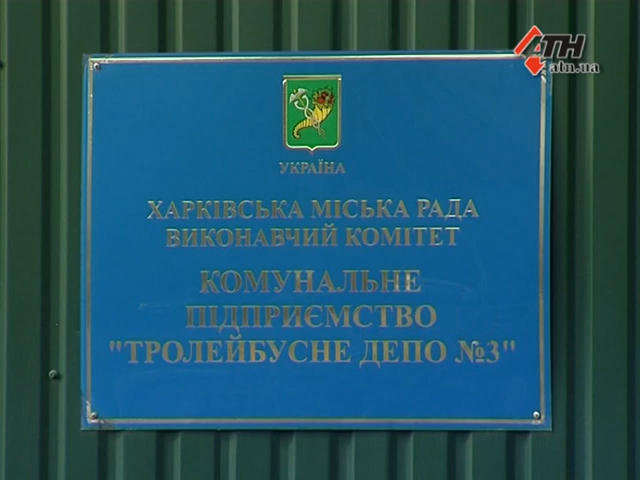 АТН
atn.ua
УКРАЇНА
ХАРКІВСЬКА МІСЬКА РАДА
ВИКОНАВЧИЙ КОМІТЕТ
КОМУНАЛЬНЕ
ПІДПРИЄМСТВО
"ТРОЛЕЙБУСНЕ ДЕПО №3"